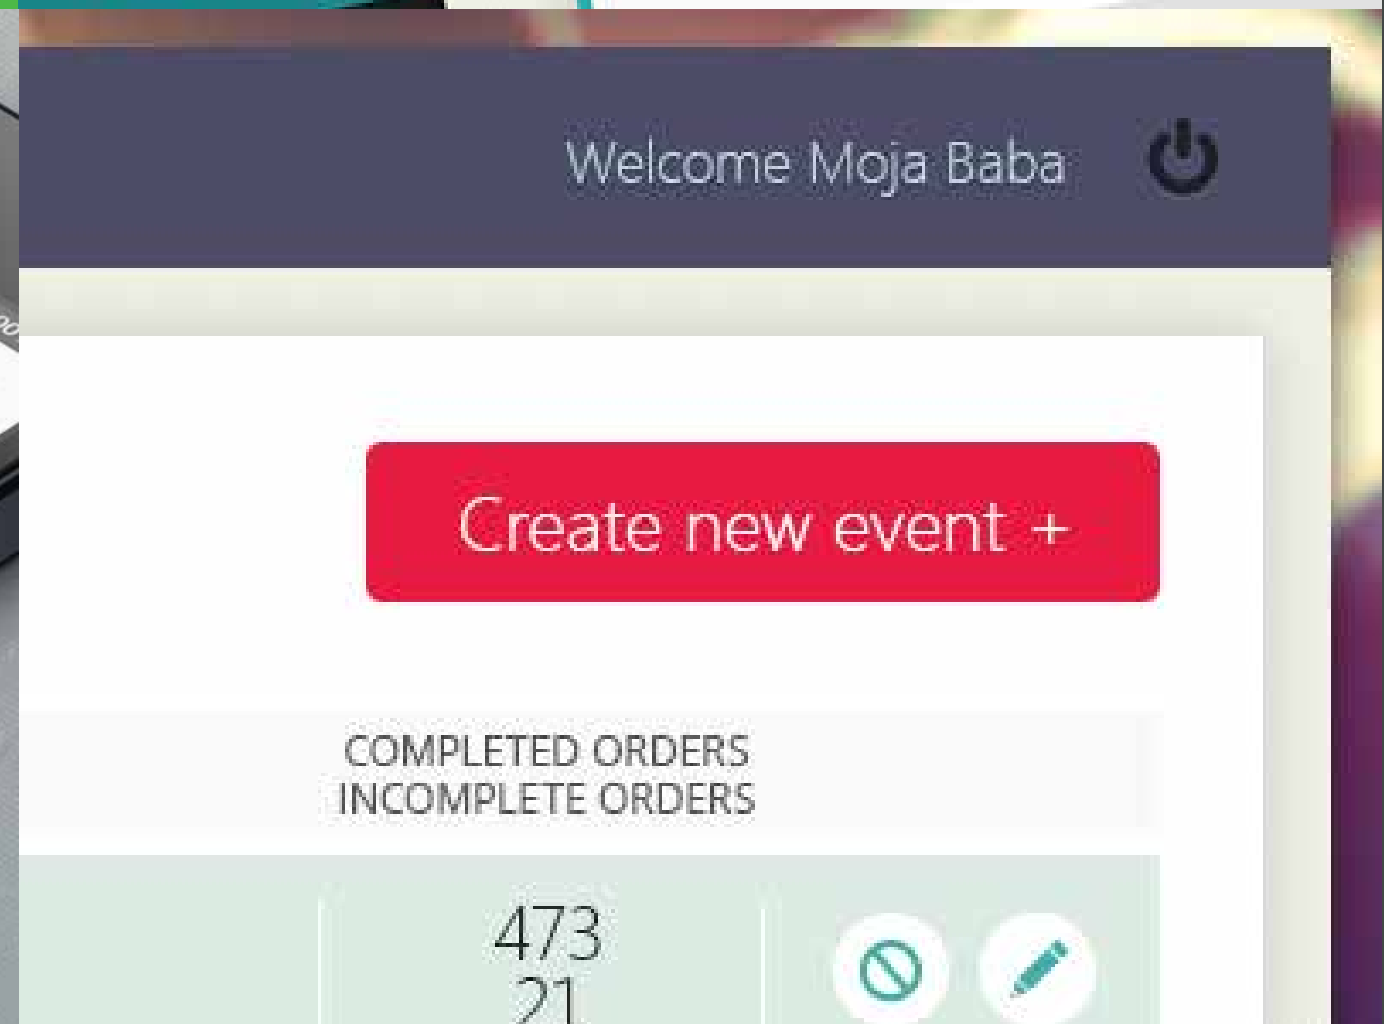 Welcome Moja Baba
Create new event +
COMPLETED ORDERS
INCOMPLETE ORDERS
473
21